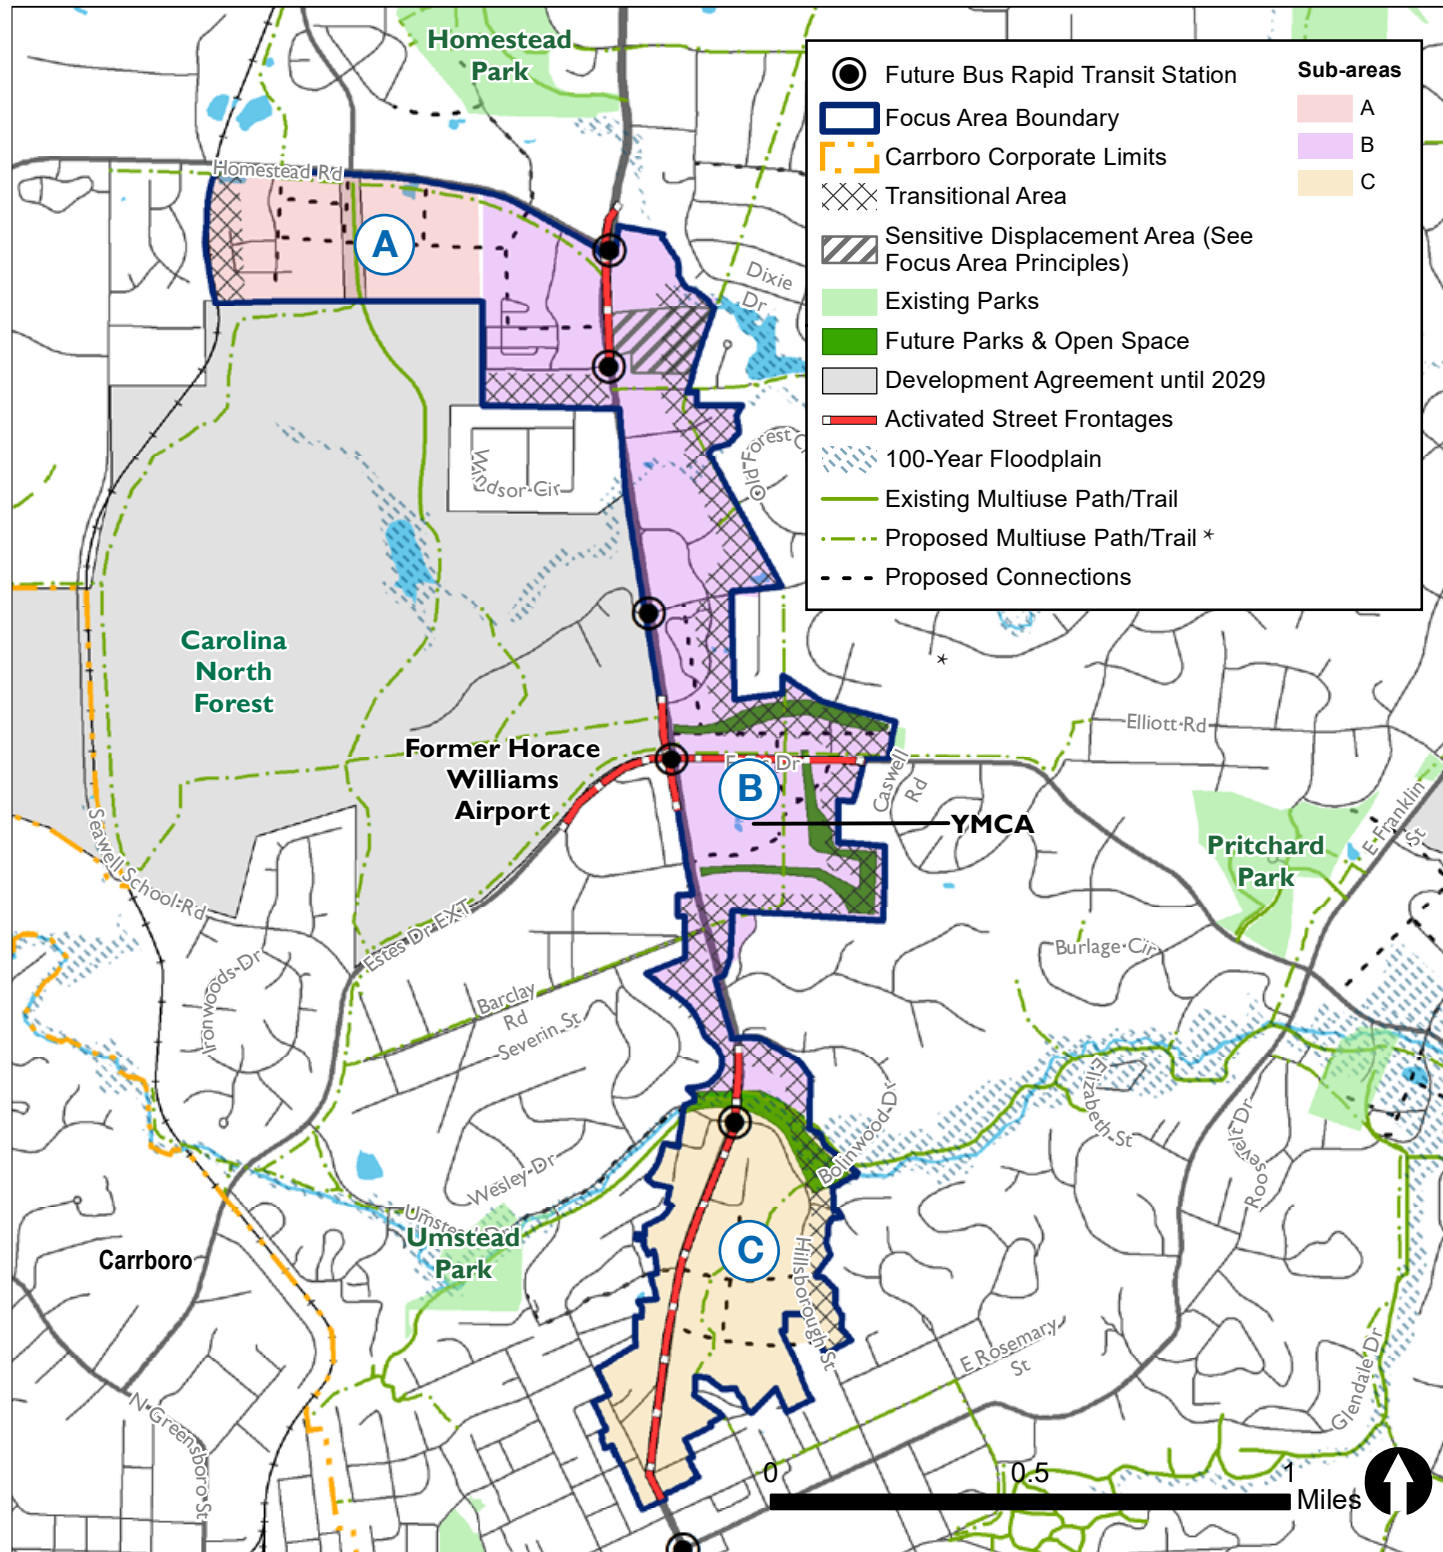 Homestead
Park
Future Bus Rapid Transit Station
Focus Area Boundary
Carrboro Corporate Limits
Transitional Area
Sensitive Displacement Area (See
Focus Area Principles)
Existing Parks
Future Parks & Open Space
Development Agreement until 2029
Activated Street Frontages
100-Year Floodplain
Existing Multiuse Path/Trail
Proposed Multiuse Path/Trail *
Proposed Connections
Sub-areas
A
B
C
Homestead Rd
A
Dixie
Dr
Windsor Cir
Old Forest
Carolina
North
Forest
*
Elliott Rd
Former Horace
Williams
Airport
Estes Dr
B
Caswell
Rd
YMCA
E Franklin
St
Pritchard
Park
Seawell School Rd
Estes Dr EXT
Burlage Cir
Ironwoods Dr
Barclay
Rd
Severin St
Elizabeth St
Roosevelt Dr
Bolinwood Dr
Wesley Dr
Umstead Dr
Umstead
Park
Carrboro
C
Hillsborough St
E Rosemary
St
Glendale Dr
N Greensboro St
0
0.5
1
Miles